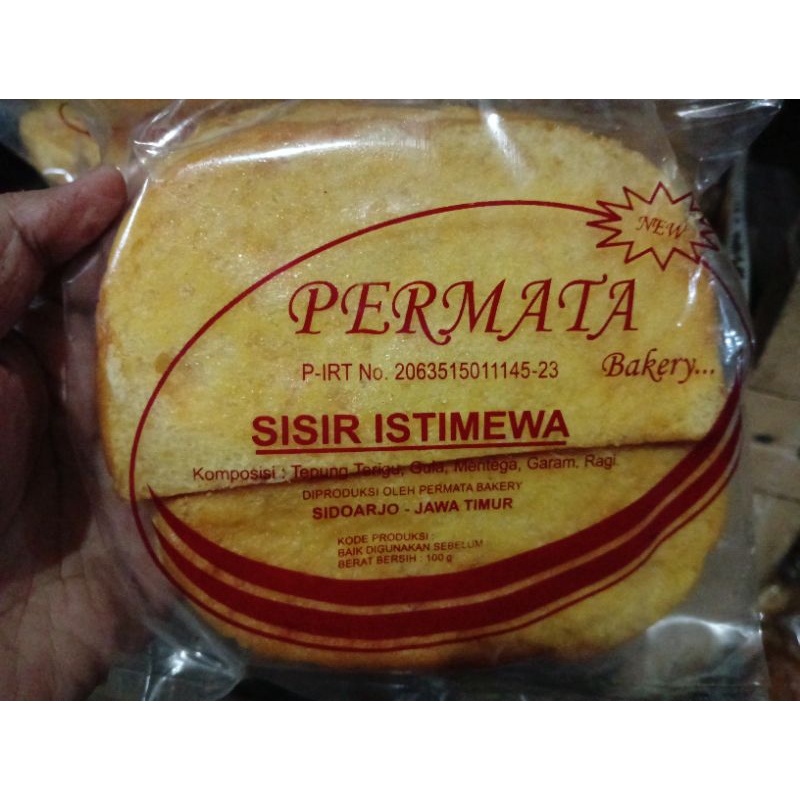 NEW
PERMATA
Bakery...
P-IRT No. 2063515011145-23
SISIR ISTIMEWA
Komposisi : Tepung Terigu, Gula, Mentega, Garam, Ragi.
DIPRODUKSI OLEH PERMATA BAKERY
SIDOARJO - JAWA TIMUR
KODE PRODUKSI :
BAIK DIGUNAKAN SEBELUM
BERAT BERSIH : 100 g